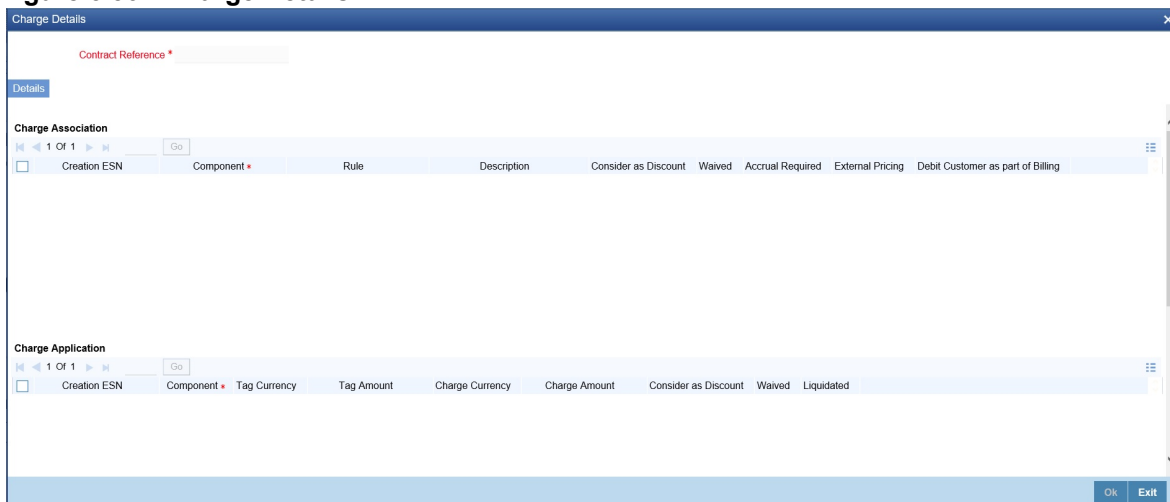 Charge Details
Contract Reference *
Details
Charge Association
1 Of 1 Go
Creation ESN Component * Rule Description Consider as Discount Waived Accrual Required External Pricing Debit Customer as part of Billing
Charge Application
1 Of 1 Go
Creation ESN Component * Tag Currency Tag Amount Charge Currency Charge Amount Consider as Discount Waived Liquidated
Ok Exit